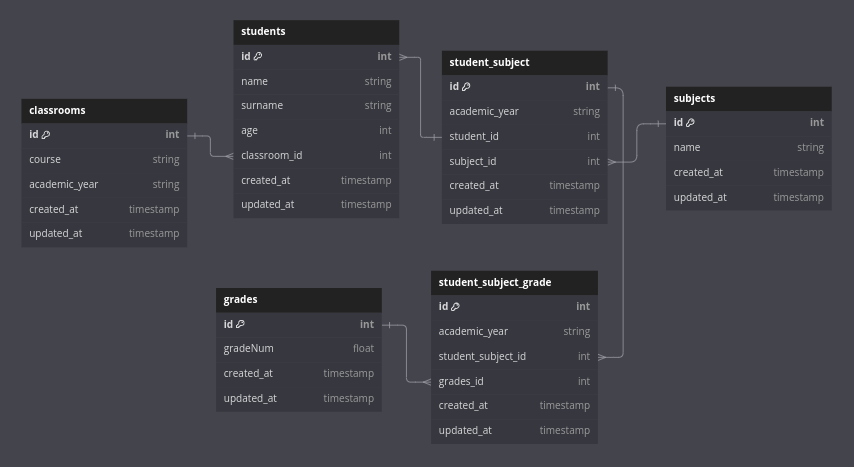 students
id int
name string
surname string
age int
classroom_id int
created_at timestamp
updated_at timestamp
student_subject
id int
academic_year string
student_id int
subject_id int
created_at timestamp
updated_at timestamp
subjects
id int
name string
created_at timestamp
updated_at timestamp
classrooms
id int
course string
academic_year string
created_at timestamp
updated_at timestamp
grades
id int
gradeNum float
created_at timestamp
updated_at timestamp
student_subject_grade
id int
academic_year string
student_subject_id int
grades_id int
created_at timestamp
updated_at timestamp